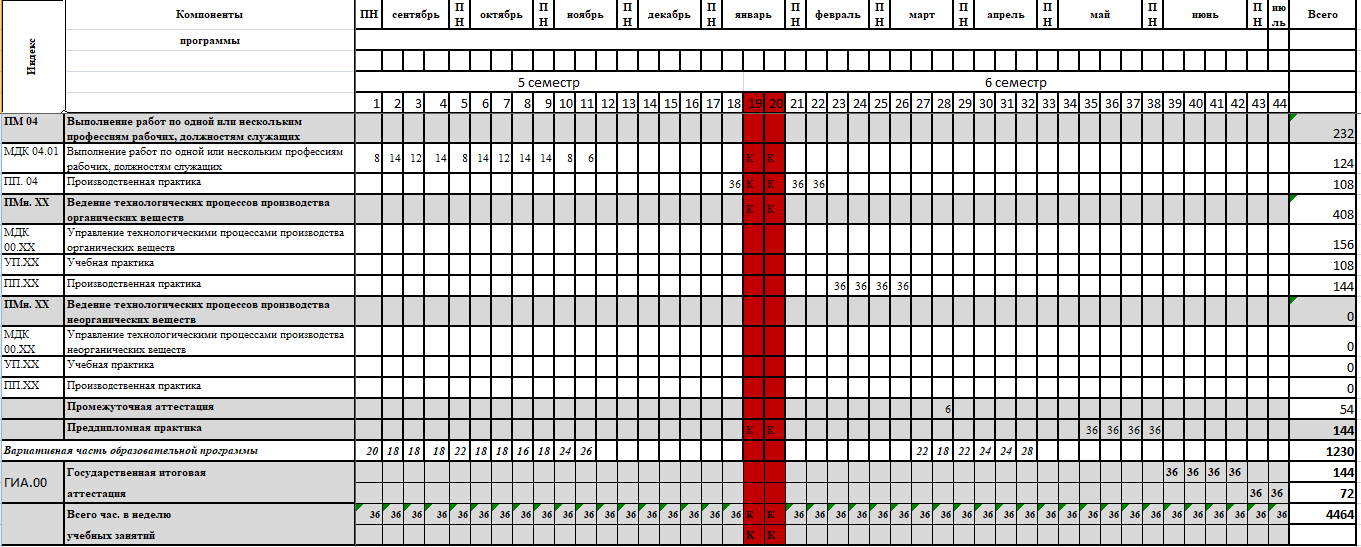 Индекс
Компоненты ПН сентябрь ПН октябрь ПН ноябрь ПН декабрь ПН январь ПН февраль ПН март ПН апрель ПН май ПН июнь ПН июль Всего
программы
5 семестр 6 семестр
1 2 3 4 5 6 7 8 9 10 11 12 13 14 15 16 17 18 19 20 21 22 23 24 25 26 27 28 29 30 31 32 33 34 35 36 37 38 39 40 41 42 43 44
ПМ 04 Выполнение работ по одной или нескольким
профессиям рабочих, должностям служащих 232
МДК 04.01 Выполнение работ по одной или нескольким профессиям
рабочих, должностям служащих 8 14 12 14 8 14 12 14 14 8 6 К К 124
ПП. 04 Производственная практика 36 К К 36 36 108
ПМн. ХХ Ведение технологических процессов производства
органических веществ К К 408
МДК Управление технологическими процессами производства
00.ХХ органических веществ 156
УП.ХХ Учебная практика 108
ПП.ХХ Производственная практика 36 36 36 36 144
ПМн. ХХ Ведение технологических процессов производства
неорганических веществ 0
МДК Управление технологическими процессами производства
00.ХХ неорганических веществ 0
УП.ХХ Учебная практика 0
ПП.ХХ Производственная практика 0
Промежуточная аттестация 6 54
Преддипломная практика К К 36 36 36 36 144
Вариативная часть образовательной программы 20 18 18 18 22 18 18 16 18 24 26 22 18 22 24 24 28 1230
ГИА.00
Государственная итоговая 36 36 36 36 144
аттестация 36 36 72
Всего час. в неделю 36 36 36 36 36 36 36 36 36 36 36 36 36 36 36 36 36 36 К К 36 36 36 36 36 36 36 36 36 36 36 36 36 36 36 36 36 36 36 36 36 36 36 36 4464
учебных занятий К К